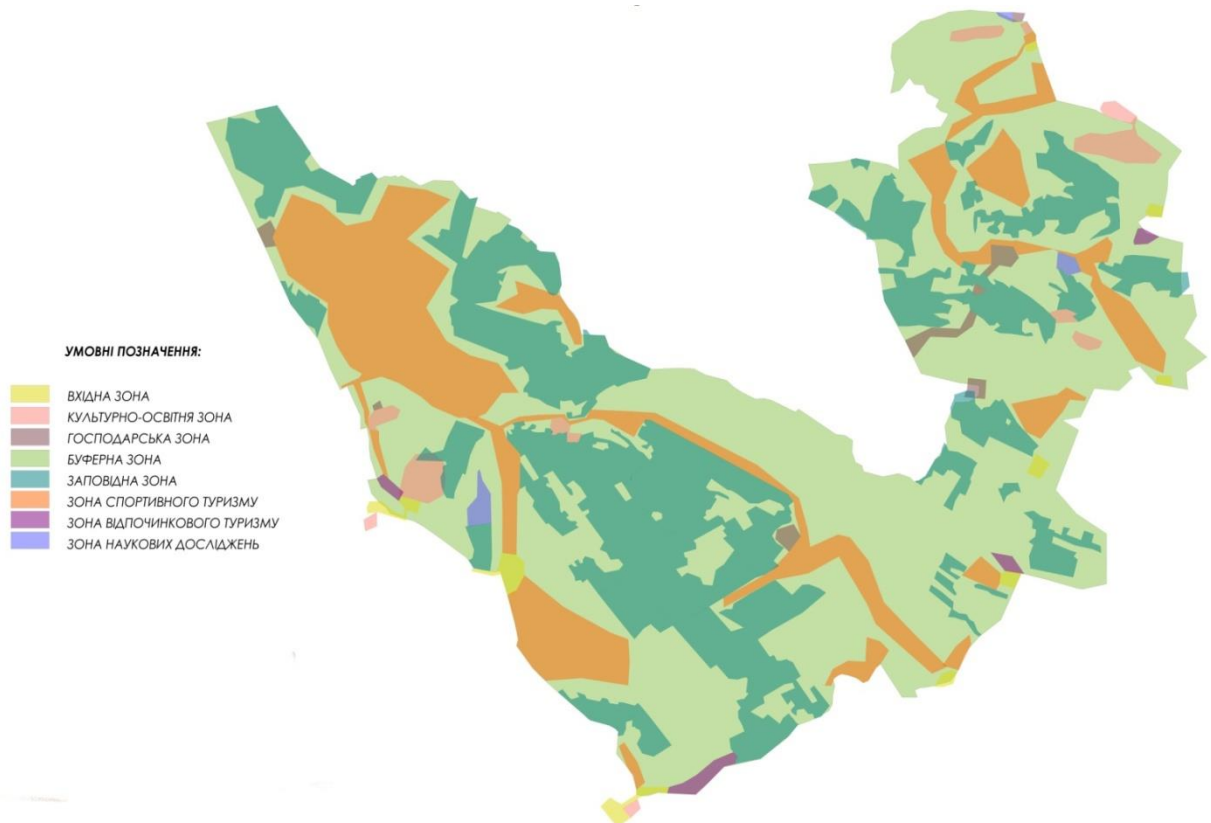 УМОВНІ ПОЗНАЧЕННЯ:
ВХІДНА ЗОНА
КУЛЬТУРНО-ОСВІТНЯ ЗОНА
ГОСПОДАРСЬКА ЗОНА
БУФЕРНА ЗОНА
ЗАПОВІДНА ЗОНА
ЗОНА СПОРТИВНОГО ТУРИЗМУ
ЗОНА ВІДПОЧИНКОВОГО ТУРИЗМУ
ЗОНА НАУКОВИХ ДОСЛІДЖЕНЬ